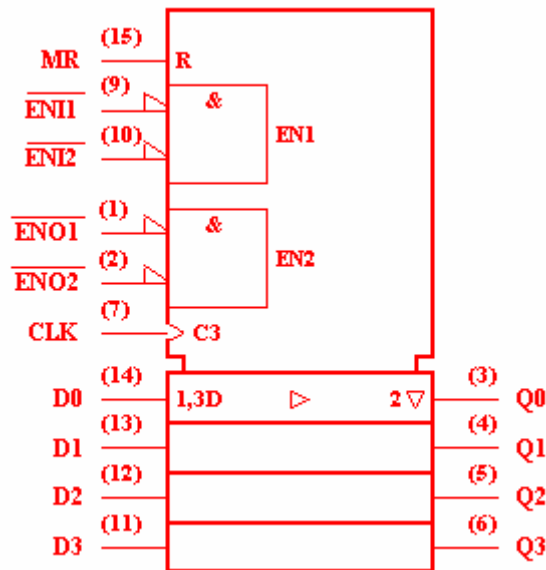 (15)
MR R
(9)
ENI1 &
(10) EN1
ENI2
(1)
ENO1 &
(2) EN2
ENO2
(7)
CLK C3
(14) (3)
D0 1,3D ▷ 2 ▽ Q0
(13) (4)
D1 Q1
(12) (5)
D2 Q2
(11) (6)
D3 Q3